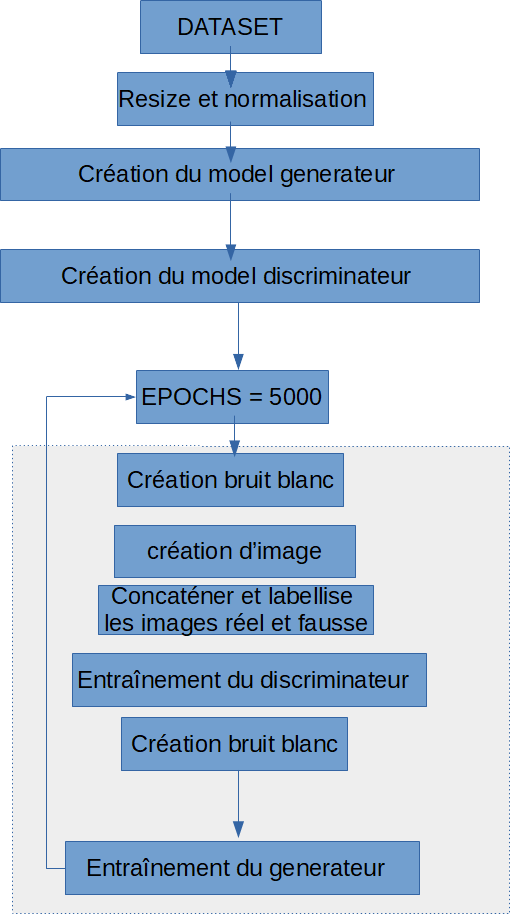 DATASET
Resize et normalisation
Création du model generateur
Création du model discriminateur
EPOCHS = 5000
Création bruit blanc
création d’image
Concaténer et labellise
les images réel et fausse
Entraînement du discriminateur
Création bruit blanc
Entraînement du generateur